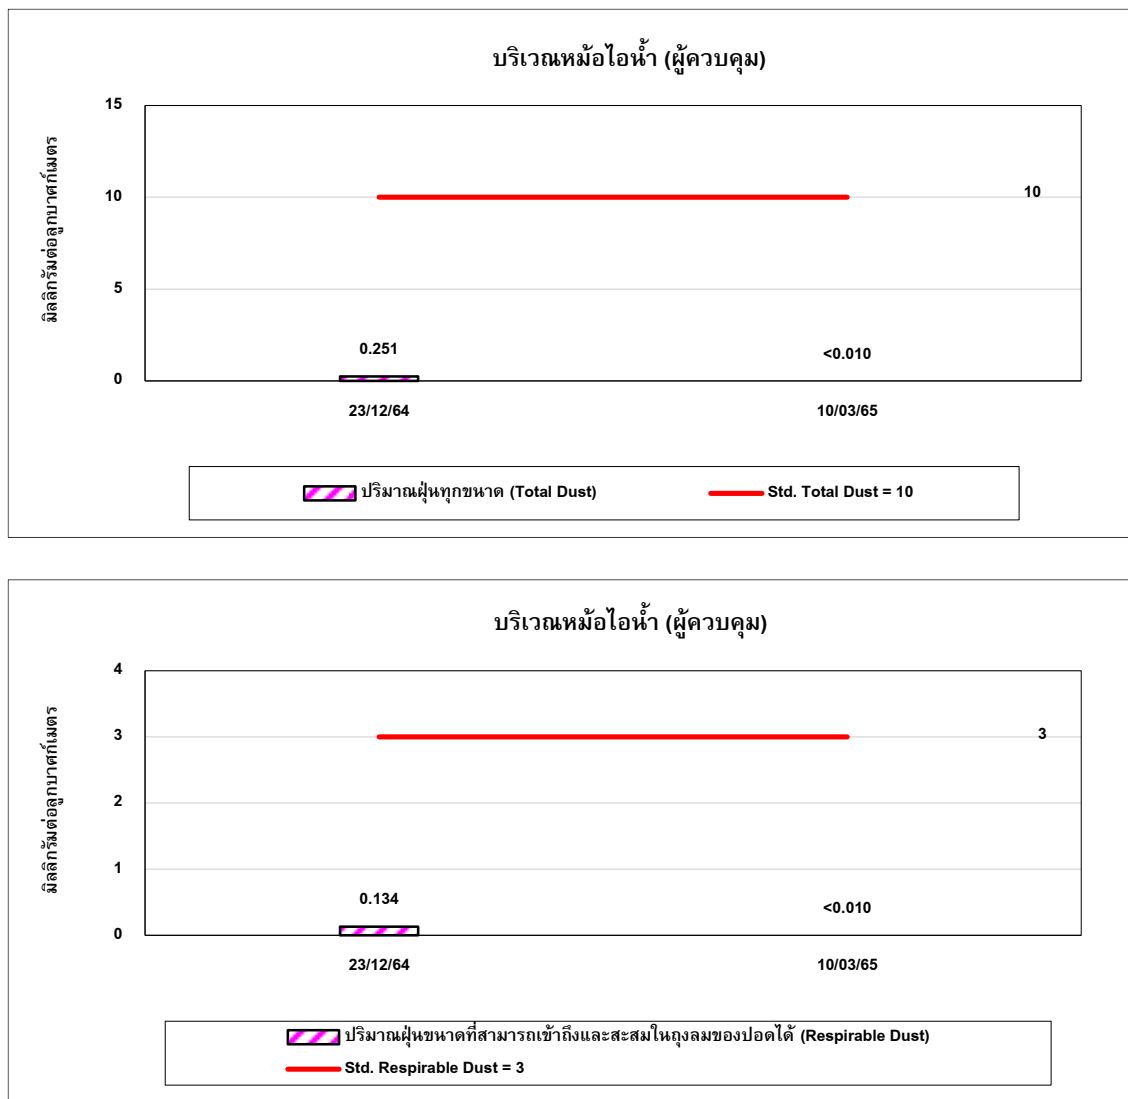 บริเวณหม้อไอน้ำ (ผู้ควบคุม)
มิลลิกรัมต่อลูกบาศก์เมตร
15
10
5
0
10
0.251
<0.010
23/12/64
10/03/65
ปริมาณฝุ่นทุกขนาด (Total Dust)
Std. Total Dust = 10
บริเวณหม้อไอน้ำ (ผู้ควบคุม)
มิลลิกรัมต่อลูกบาศก์เมตร
4
3
2
1
0
3
0.134
<0.010
23/12/64
10/03/65
ปริมาณฝุ่นขนาดที่สามารถเข้าถึงและสะสมในถุงลมของปอดได้ (Respirable Dust)
Std. Respirable Dust = 3